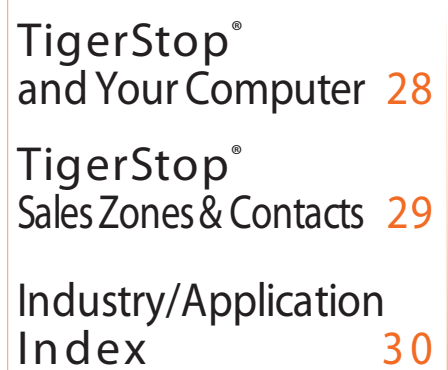 TigerStop®
and Your Computer 28
TigerStop®
Sales Zones & Contacts 29
Industry/Application
Index 30